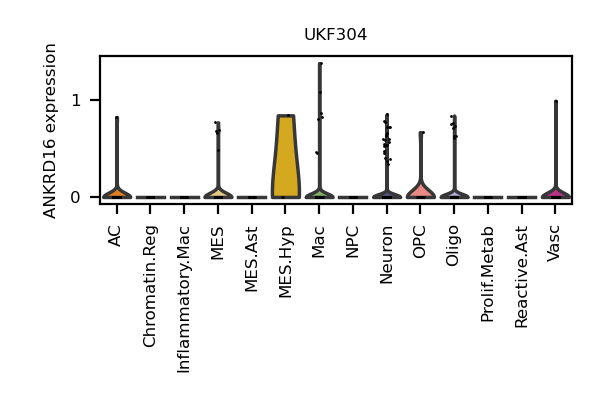 UKF304
ANKRD16 expression
1
0
AC
Chromatin.Reg
Inflammatory.Mac
MES
MES.Ast
MES.Hyp
Mac
NPC
Neuron
OPC
Oligo
Prolif.Metab
Reactive.Ast
Vasc